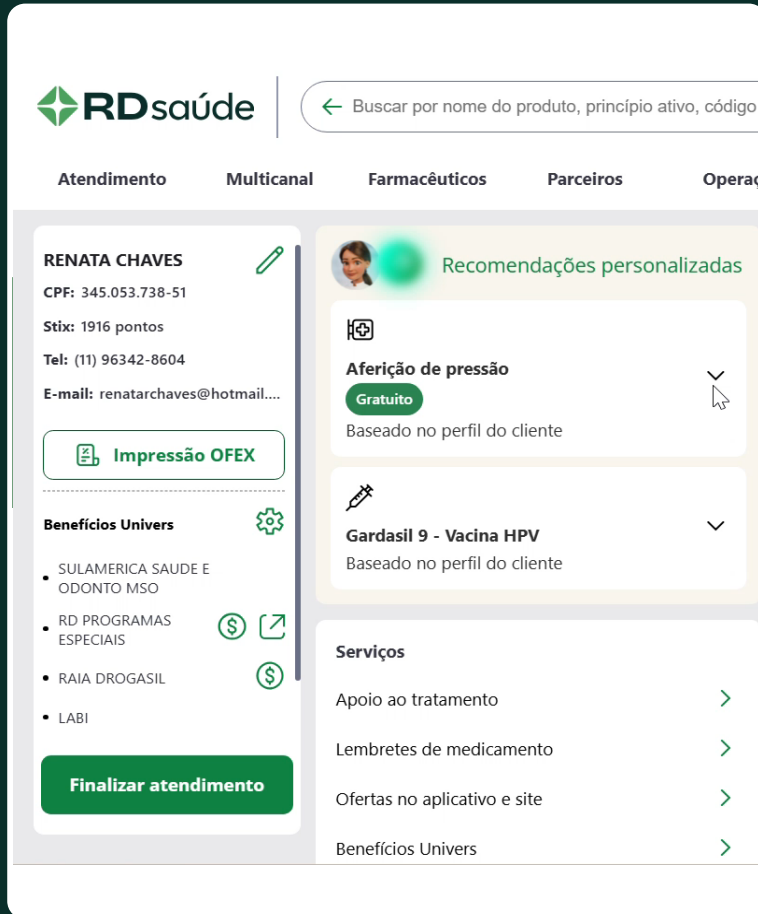 RDsaúde
Buscar por nome do produto, princípio ativo, código
Atendimento
Multicanal
Farmacêuticos
Parceiros
Operaç
RENATA CHAVES
CPF: 345.053.738-51
Stix: 1916 pontos
Tel: (11) 96342-8604
E-mail: renatarchaves@hotmail....
Impressão OFEX
Benefícios Univers
SULAMERICA SAUDE E
ODONTO MSO
RD PROGRAMAS
ESPECIAIS
RAIA DROGASIL
LABI
Finalizar atendimento
Recomendações personalizadas
Aferição de pressão
Gratuito
Baseado no perfil do cliente
Gardasil 9 - Vacina HPV
Baseado no perfil do cliente
Serviços
Apoio ao tratamento
Lembretes de medicamento
Ofertas no aplicativo e site
Benefícios Univers